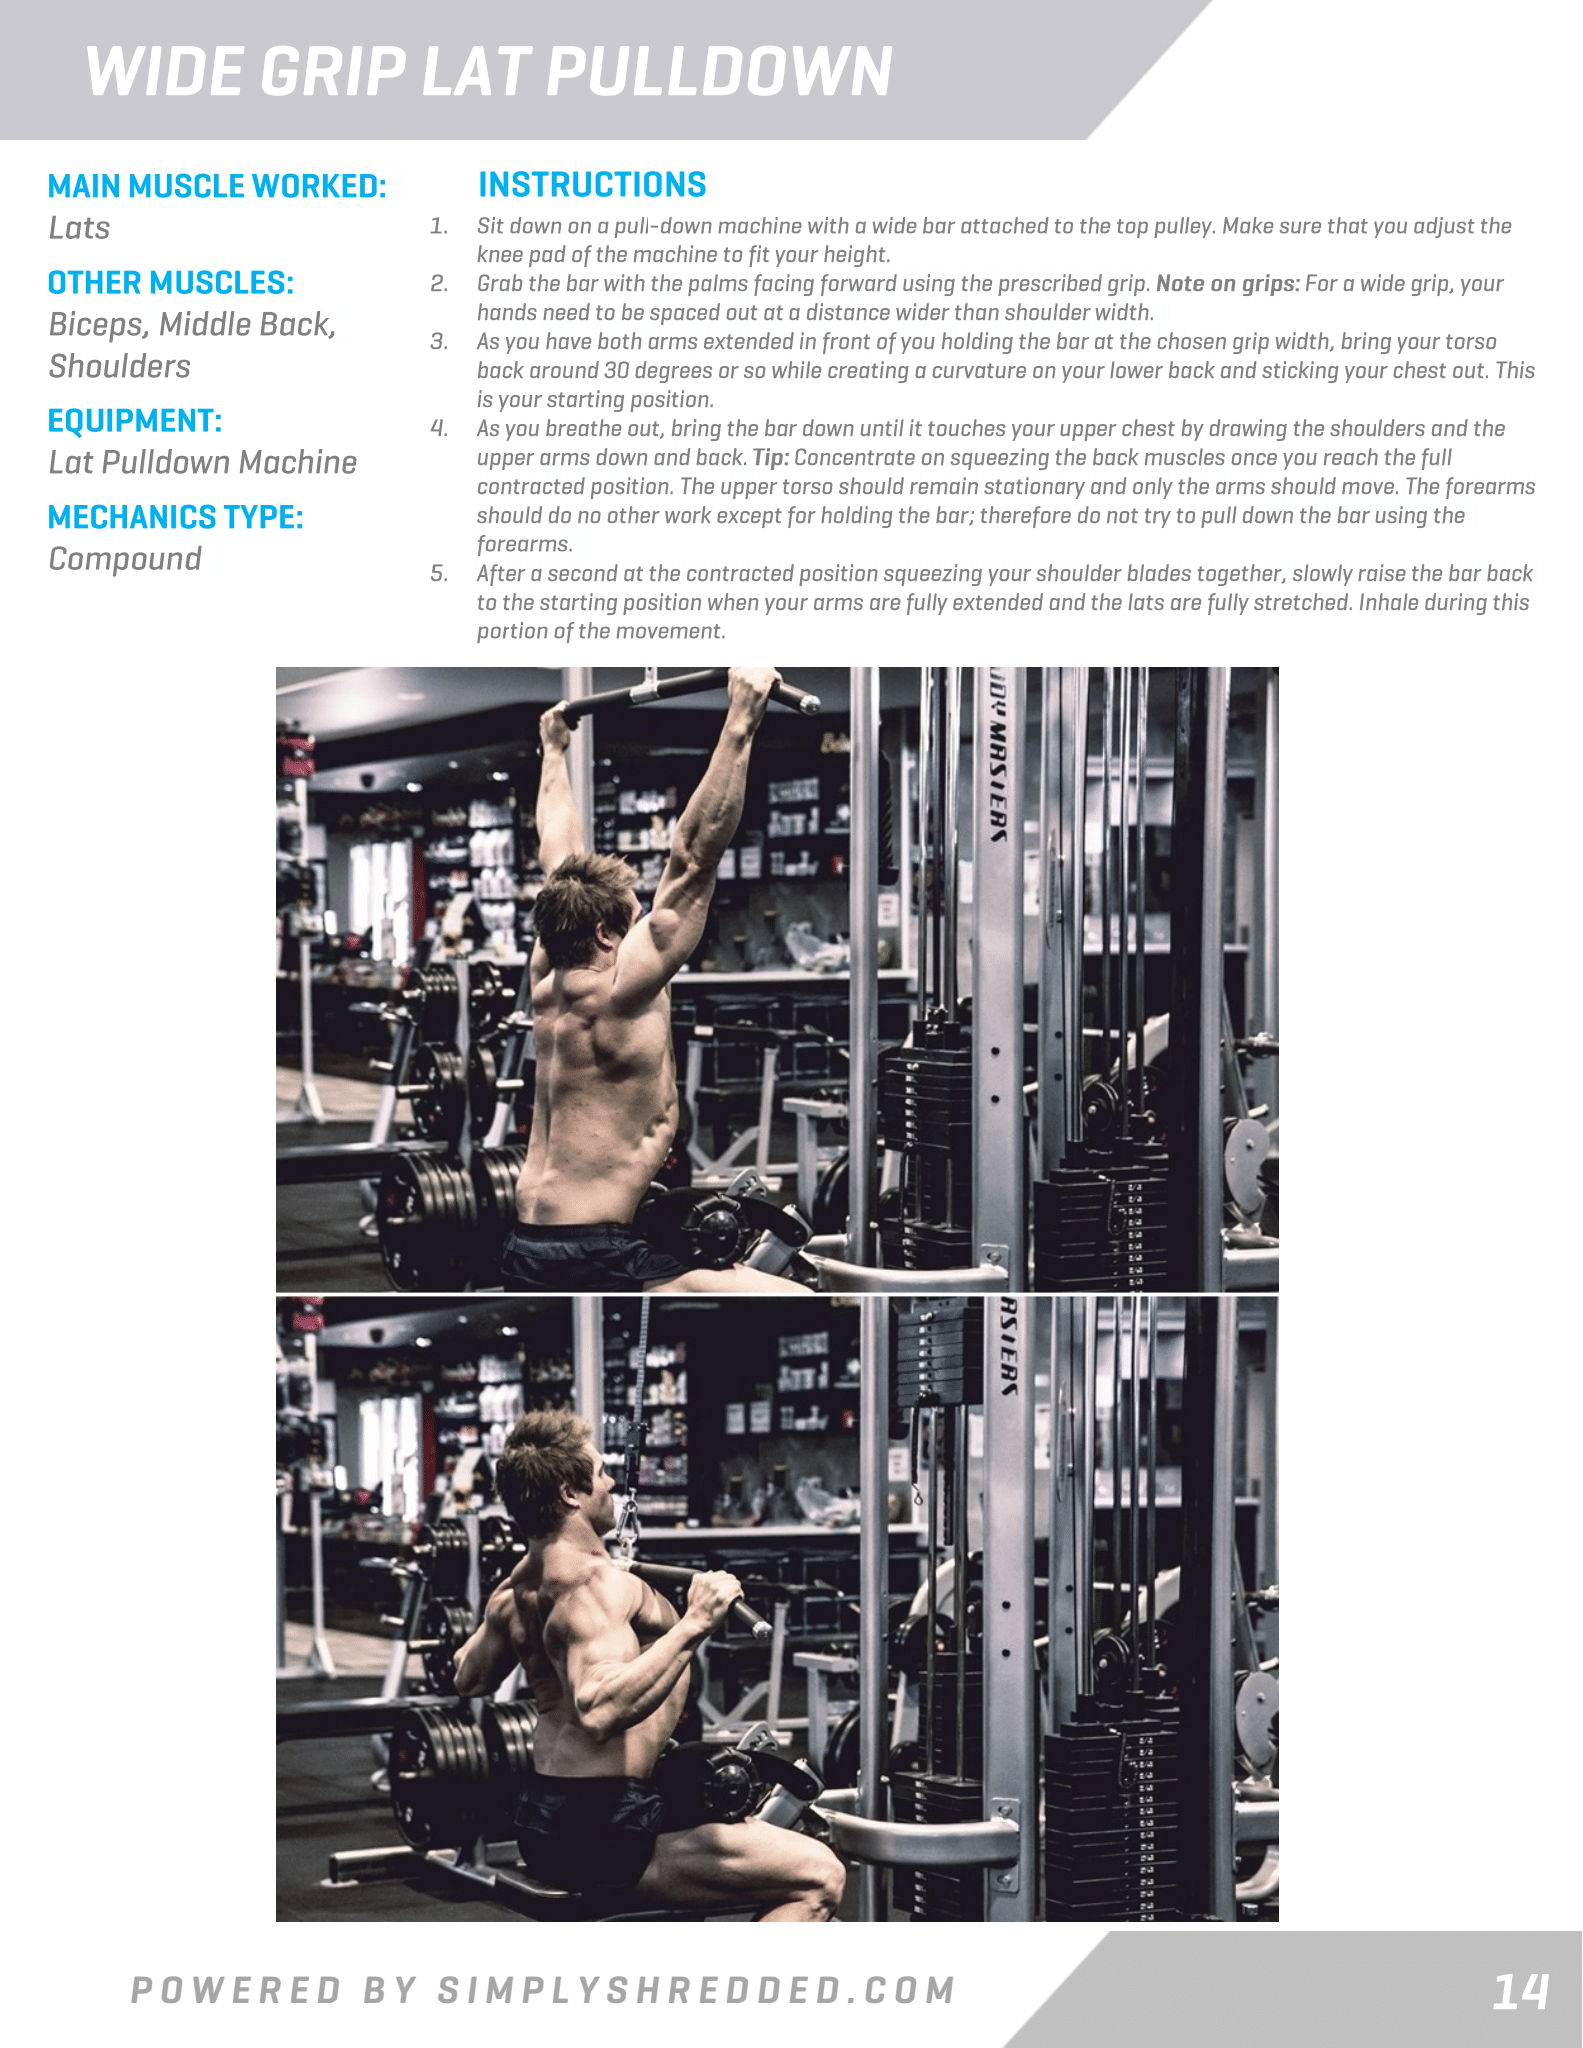 WIDE GRIP LAT PULLDOWN
MAIN MUSCLE WORKED:
Lats
OTHER MUSCLES:
Biceps, Middle Back,
Shoulders
EQUIPMENT:
Lat Pulldown Machine
MECHANICS TYPE:
Compound
INSTRUCTIONS
1. Sit down on a pull-down machine with a wide bar attached to the top pulley. Make sure that you adjust the
knee pad of the machine to fit your height.
2. Grab the bar with the palms facing forward using the prescribed grip. Note on grips: For a wide grip, your
hands need to be spaced out at a distance wider than shoulder width.
3. As you have both arms extended in front of you holding the bar at the chosen grip width, bring your torso
back around 30 degrees or so while creating a curvature on your lower back and sticking your chest out. This
is your starting position.
4. As you breathe out, bring the bar down until it touches your upper chest by drawing the shoulders and the
upper arms down and back. Tip: Concentrate on squeezing the back muscles once you reach the full
contracted position. The upper torso should remain stationary and only the arms should move. The forearms
should do no other work except for holding the bar; therefore do not try to pull down the bar using the
forearms.
5. After a second at the contracted position squeezing your shoulder blades together, slowly raise the bar back
to the starting position when your arms are fully extended and the lats are fully stretched. Inhale during this
portion of the movement.
MASTERS
POWERED BY SIMPLYSHREDDED.COM
14